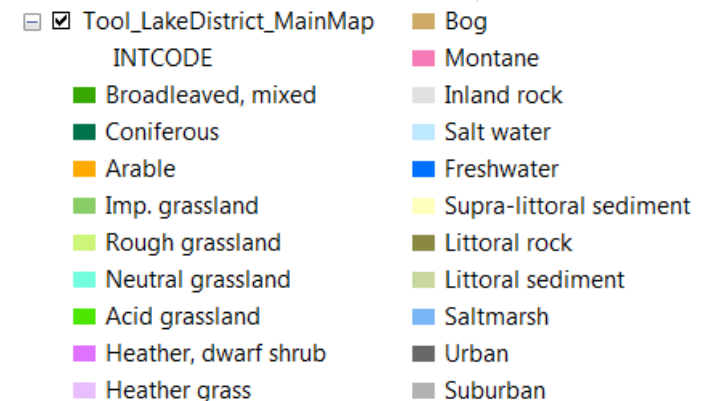 Tool_LakeDistrict_MainMap
INTCODE
Broadleaved, mixed
Coniferous
Arable
Imp. grassland
Rough grassland
Neutral grassland
Acid grassland
Heather, dwarf shrub
Heather grass
Bog
Montane
Inland rock
Salt water
Freshwater
Supra-littoral sediment
Littoral rock
Littoral sediment
Saltmarsh
Urban
Suburban